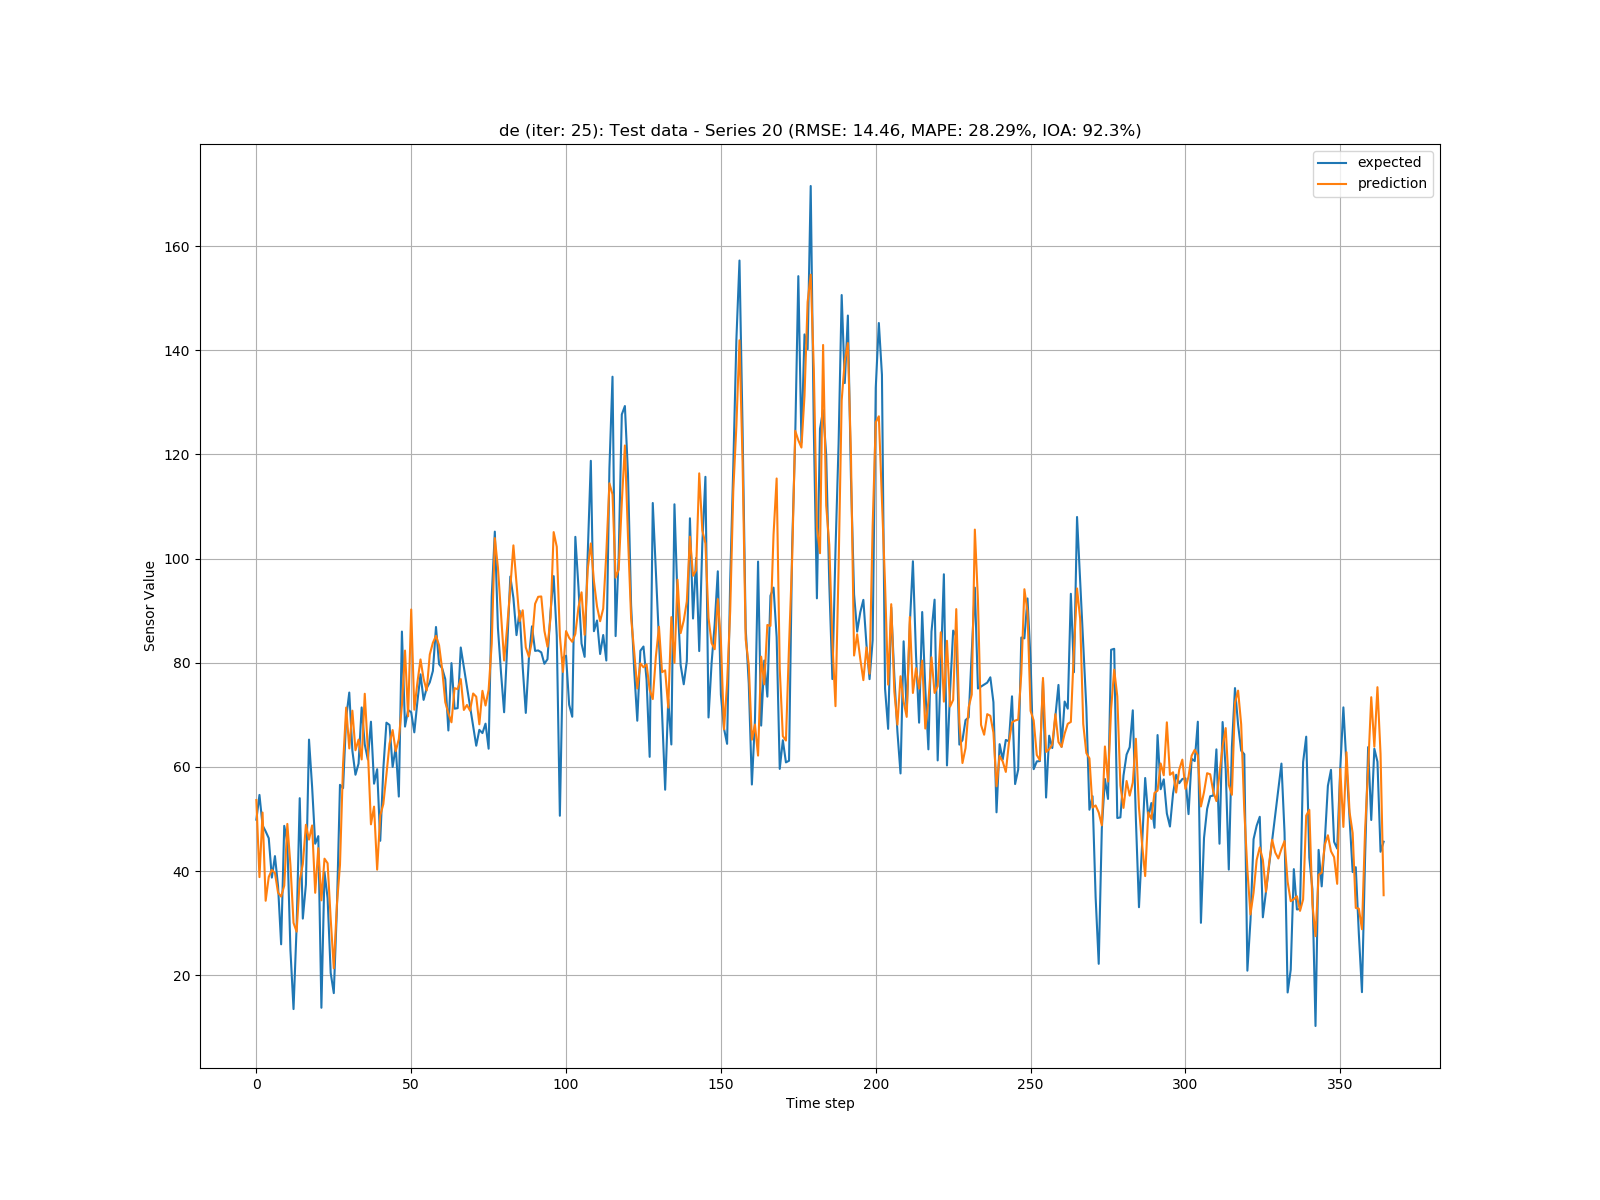 de (iter: 25): Test data - Series 20 (RMSE: 14.46, MAPE: 28.29%, IOA: 92.3%)
expected
prediction
160
140
120
100
80
60
40
20
Sensor Value
0 50 100 150 200 250 300 350
Time step